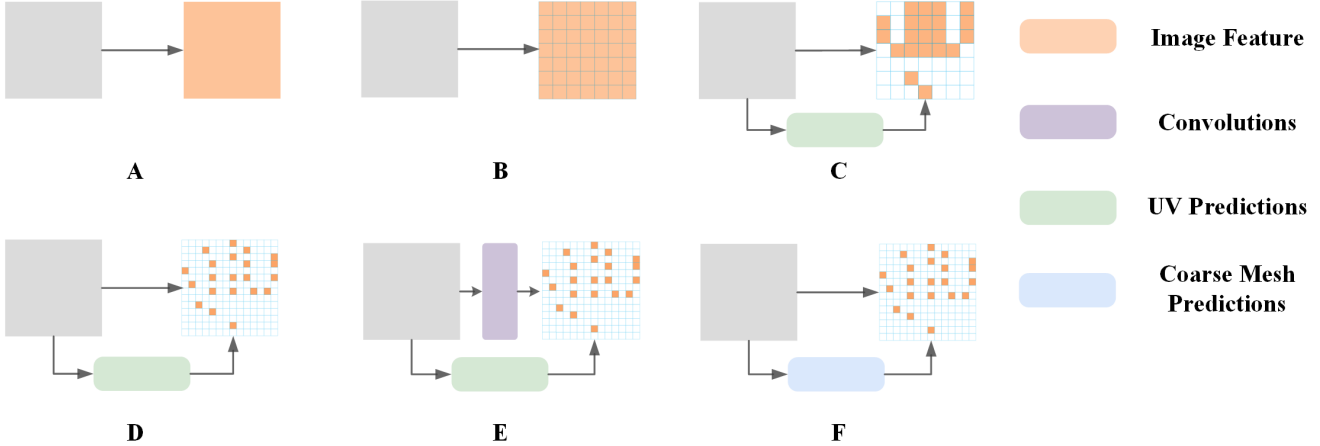 A
B
C
D
E
F
Image Feature
Convolutions
UV Predictions
Coarse Mesh
Predictions